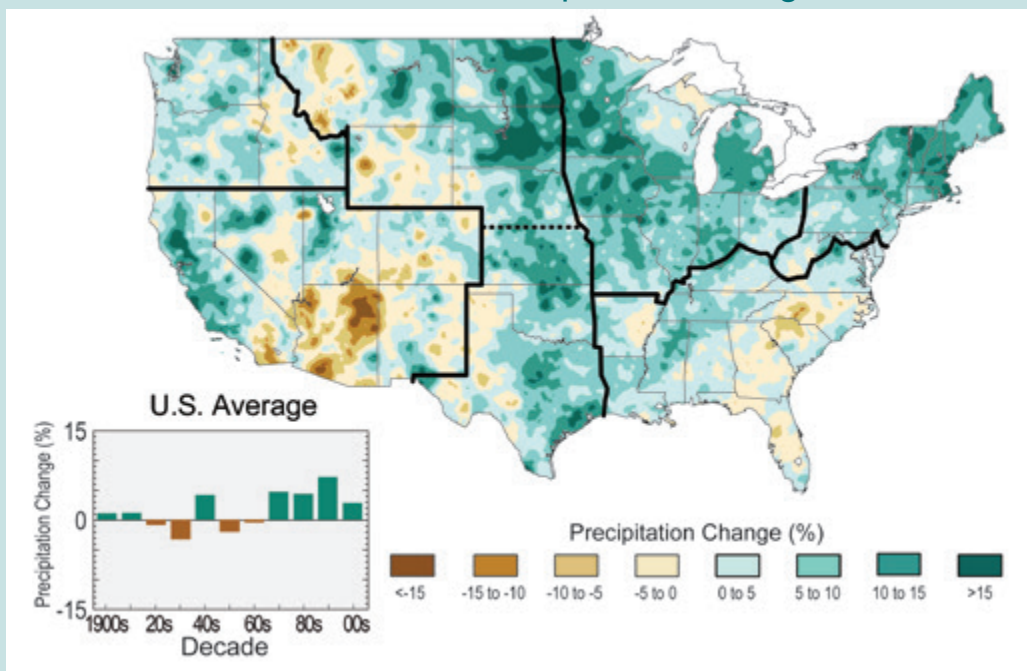 U.S. Average
15
0
-15
Precipitation Change (%)
1900s 20s 40s 60s 80s 00s
Decade
Precipitation Change (%)
<-15 -15 to -10 -10 to -5 -5 to 0 0 to 5 5 to 10 10 to 15 >15